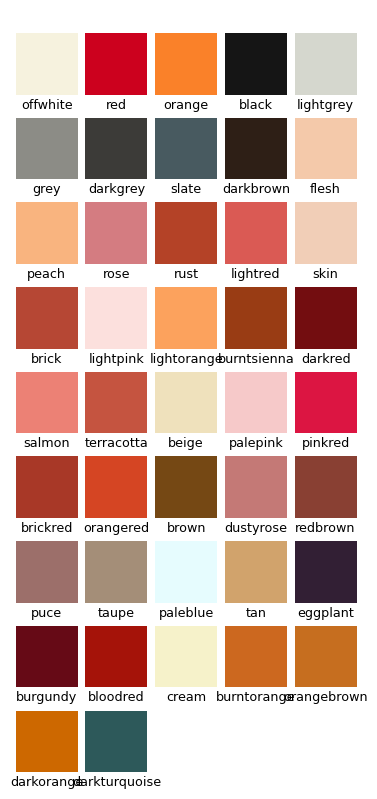 offwhite red orange black lightgrey
grey darkgrey slate darkbrown flesh
peach rose rust lightred skin
brick lightpink lightorange burntsienna darkred
salmon terracotta beige palepink pinkred
brickred orangered brown dustyrose redbrown
puce taupe paleblue tan eggplant
burgundy bloodred cream burntorange orangebrown
darkorange darkturquoise